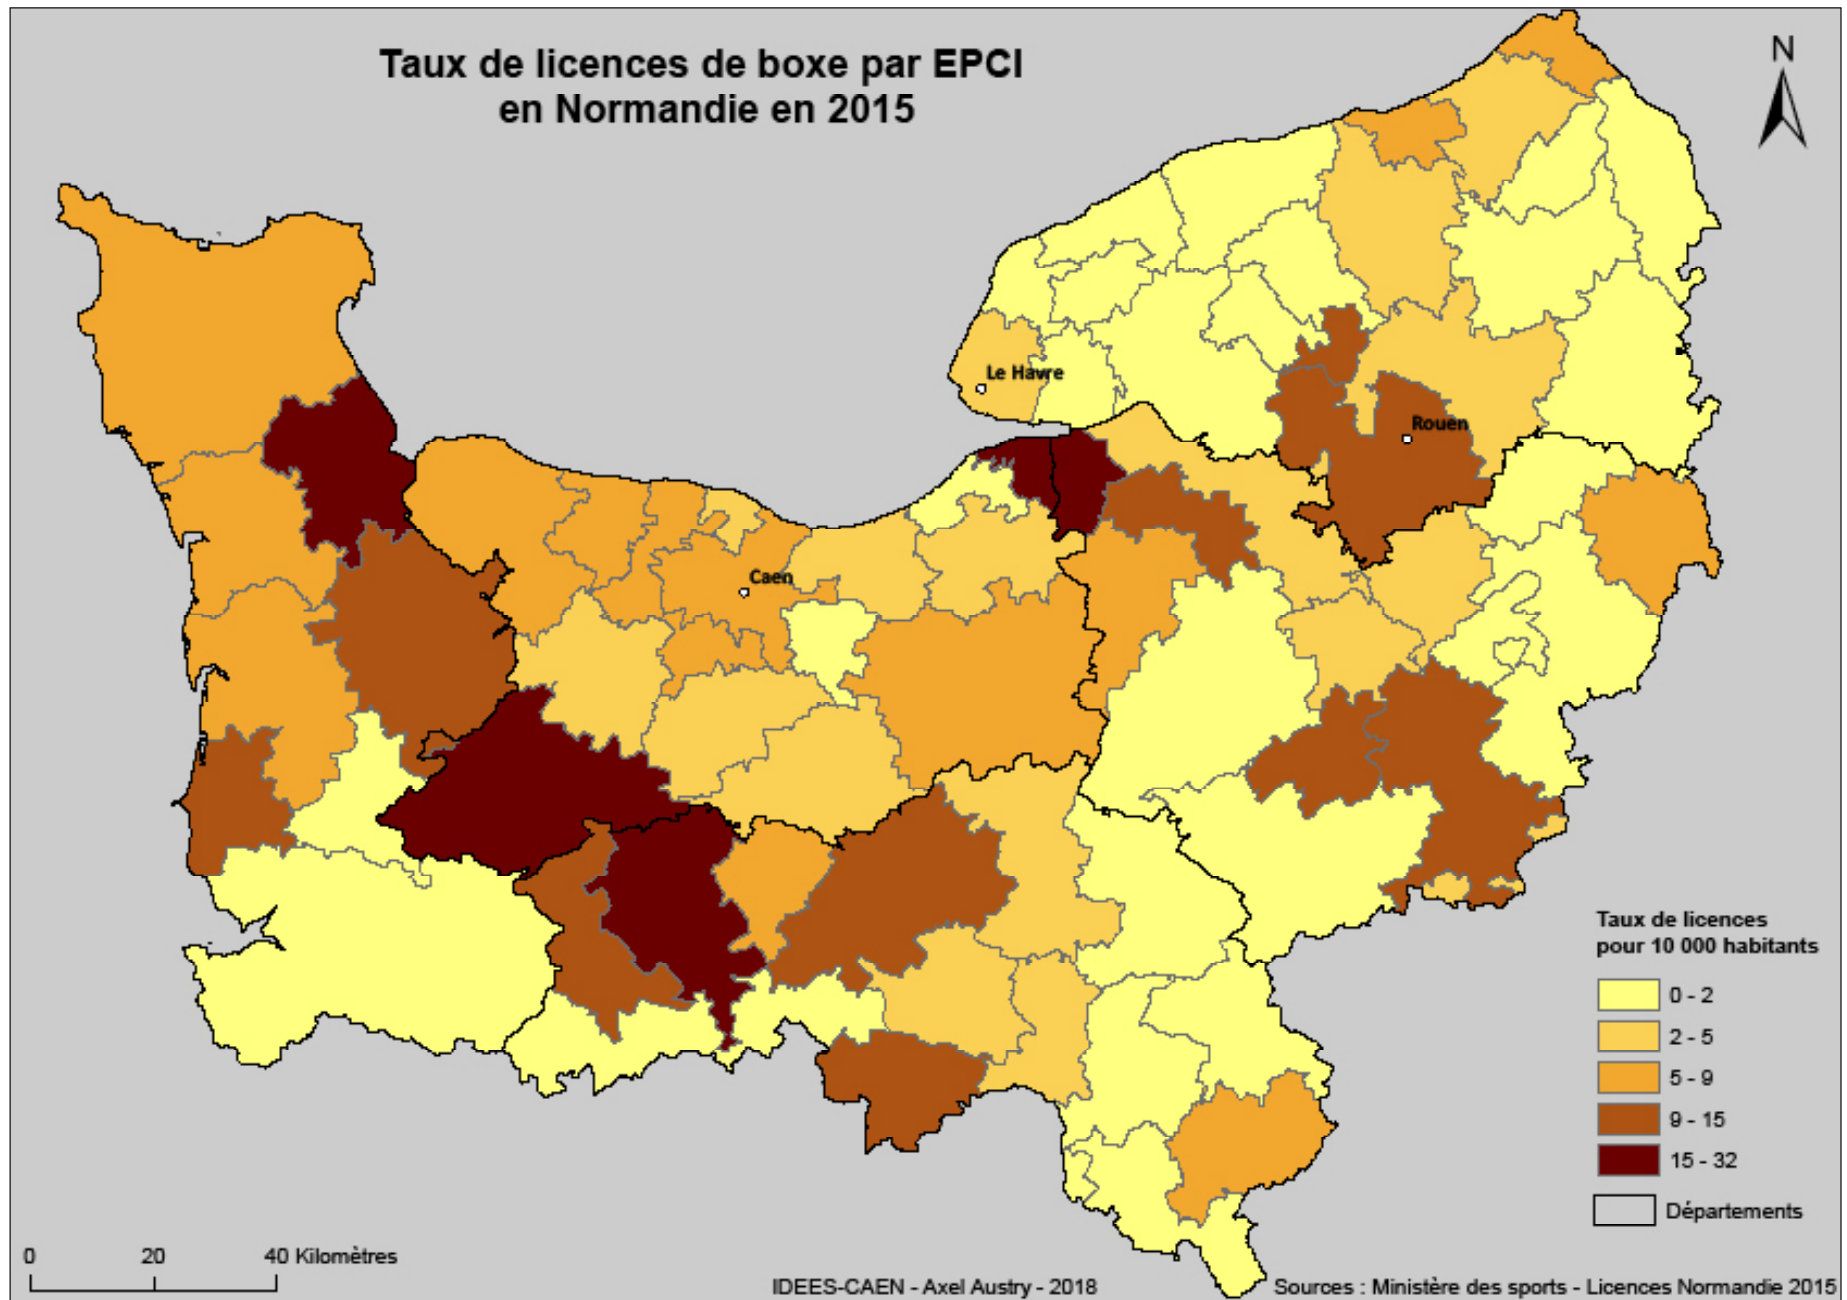 Taux de licences de boxe par EPCI
en Normandie en 2015
N
Le Havre
Rouen
Caen
Taux de licences
pour 10 000 habitants
0 - 2
2 - 5
5 - 9
9 - 15
15 - 32
Départements
0 20 40 Kilomètres
IDEES-CAEN - Axel Austry - 2018
Sources : Ministère des sports - Licences Normandie 2015